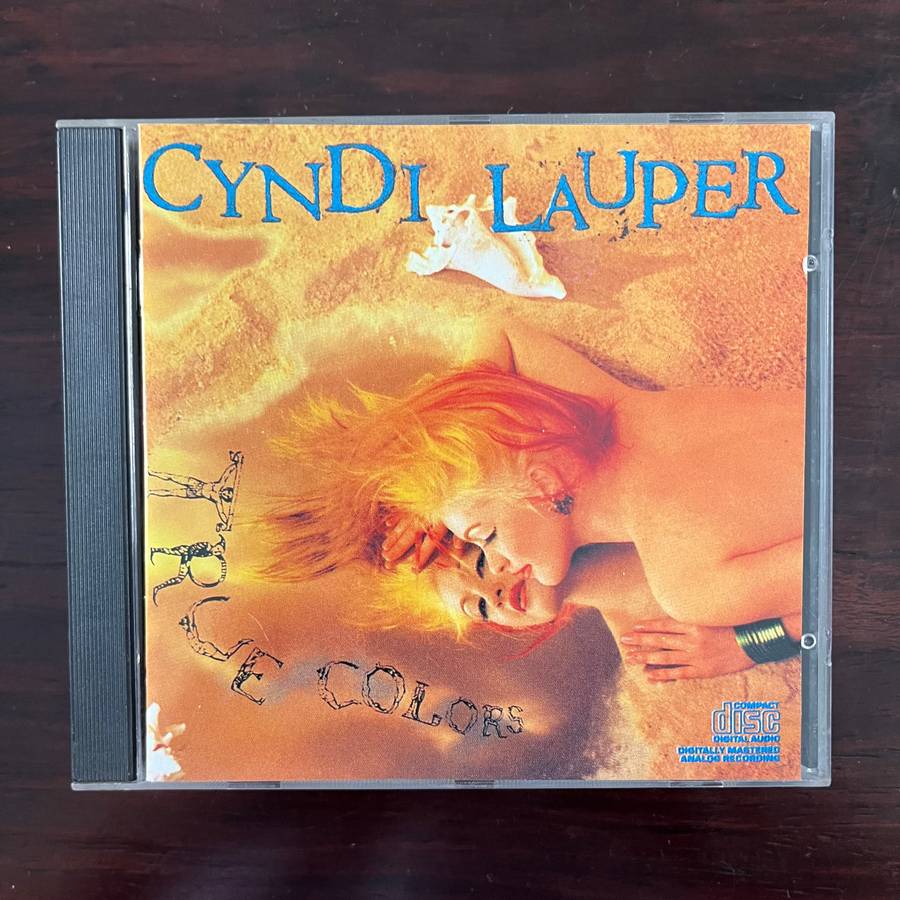 CYNDI LAUPER
TRUE COLORS
COMPACT
disc
DIGITAL AUDIO
DIGITALLY MASTERED
ANALOG RECORDING